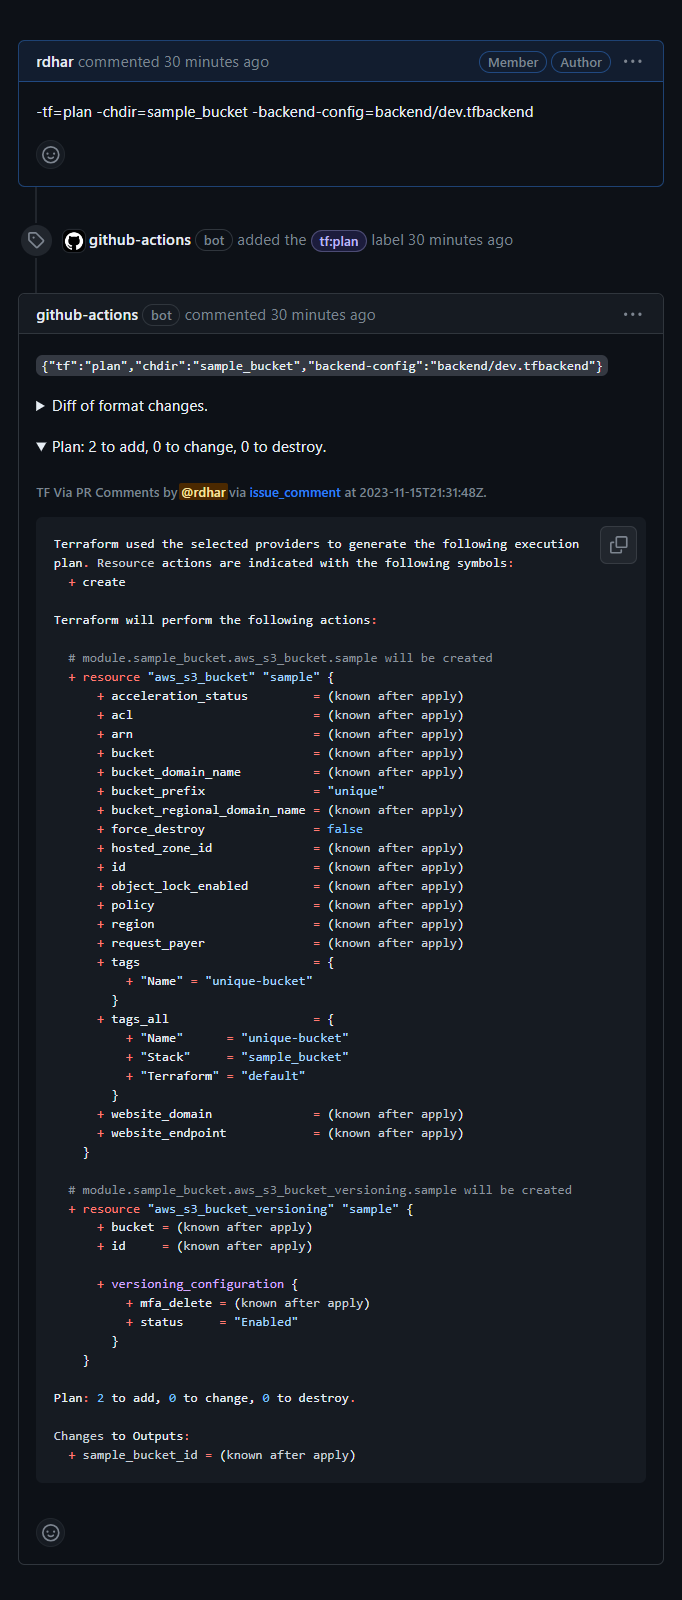 rdhar commented 30 minutes ago Member Author ...
-tf=plan -chdir=sample_bucket -backend-config=backend/dev.tfbackend
github-actions bot added the tf:plan label 30 minutes ago
github-actions bot commented 30 minutes ago ...
{"tf":"plan","chdir":"sample_bucket","backend-config":"backend/dev.tfbackend"}
▶ Diff of format changes.
▼ Plan: 2 to add, 0 to change, 0 to destroy.
TF Via PR Comments by @rdhar via issue_comment at 2023-11-15T21:31:48Z.
Terraform used the selected providers to generate the following execution
plan. Resource actions are indicated with the following symbols:
  + create
Terraform will perform the following actions:
  # module.sample_bucket.aws_s3_bucket.sample will be created
  + resource "aws_s3_bucket" "sample" {
      + acceleration_status         = (known after apply)
      + acl                         = (known after apply)
      + arn                         = (known after apply)
      + bucket                      = (known after apply)
      + bucket_domain_name          = (known after apply)
      + bucket_prefix               = "unique"
      + bucket_regional_domain_name = (known after apply)
      + force_destroy               = false
      + hosted_zone_id              = (known after apply)
      + id                          = (known after apply)
      + object_lock_enabled         = (known after apply)
      + policy                      = (known after apply)
      + region                      = (known after apply)
      + request_payer               = (known after apply)
      + tags                        = {
          + "Name" = "unique-bucket"
        }
      + tags_all                    = {
          + "Name"      = "unique-bucket"
          + "Stack"     = "sample_bucket"
          + "Terraform" = "default"
        }
      + website_domain              = (known after apply)
      + website_endpoint            = (known after apply)
    }
  # module.sample_bucket.aws_s3_bucket_versioning.sample will be created
  + resource "aws_s3_bucket_versioning" "sample" {
      + bucket = (known after apply)
      + id     = (known after apply)
      + versioning_configuration {
          + mfa_delete = (known after apply)
          + status     = "Enabled"
        }
    }
Plan: 2 to add, 0 to change, 0 to destroy.
Changes to Outputs:
  + sample_bucket_id = (known after apply)